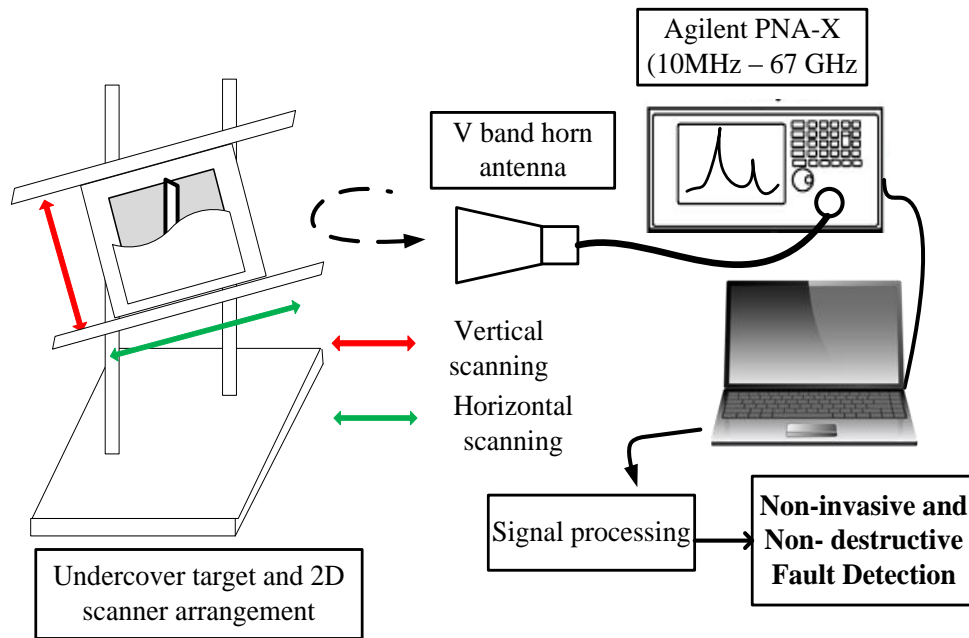 Agilent PNA-X
(10MHz – 67 GHz
V band horn
antenna
Vertical
scanning
Horizontal
scanning
Signal processing
Non-invasive and
Non- destructive
Fault Detection
Undercover target and 2D
scanner arrangement